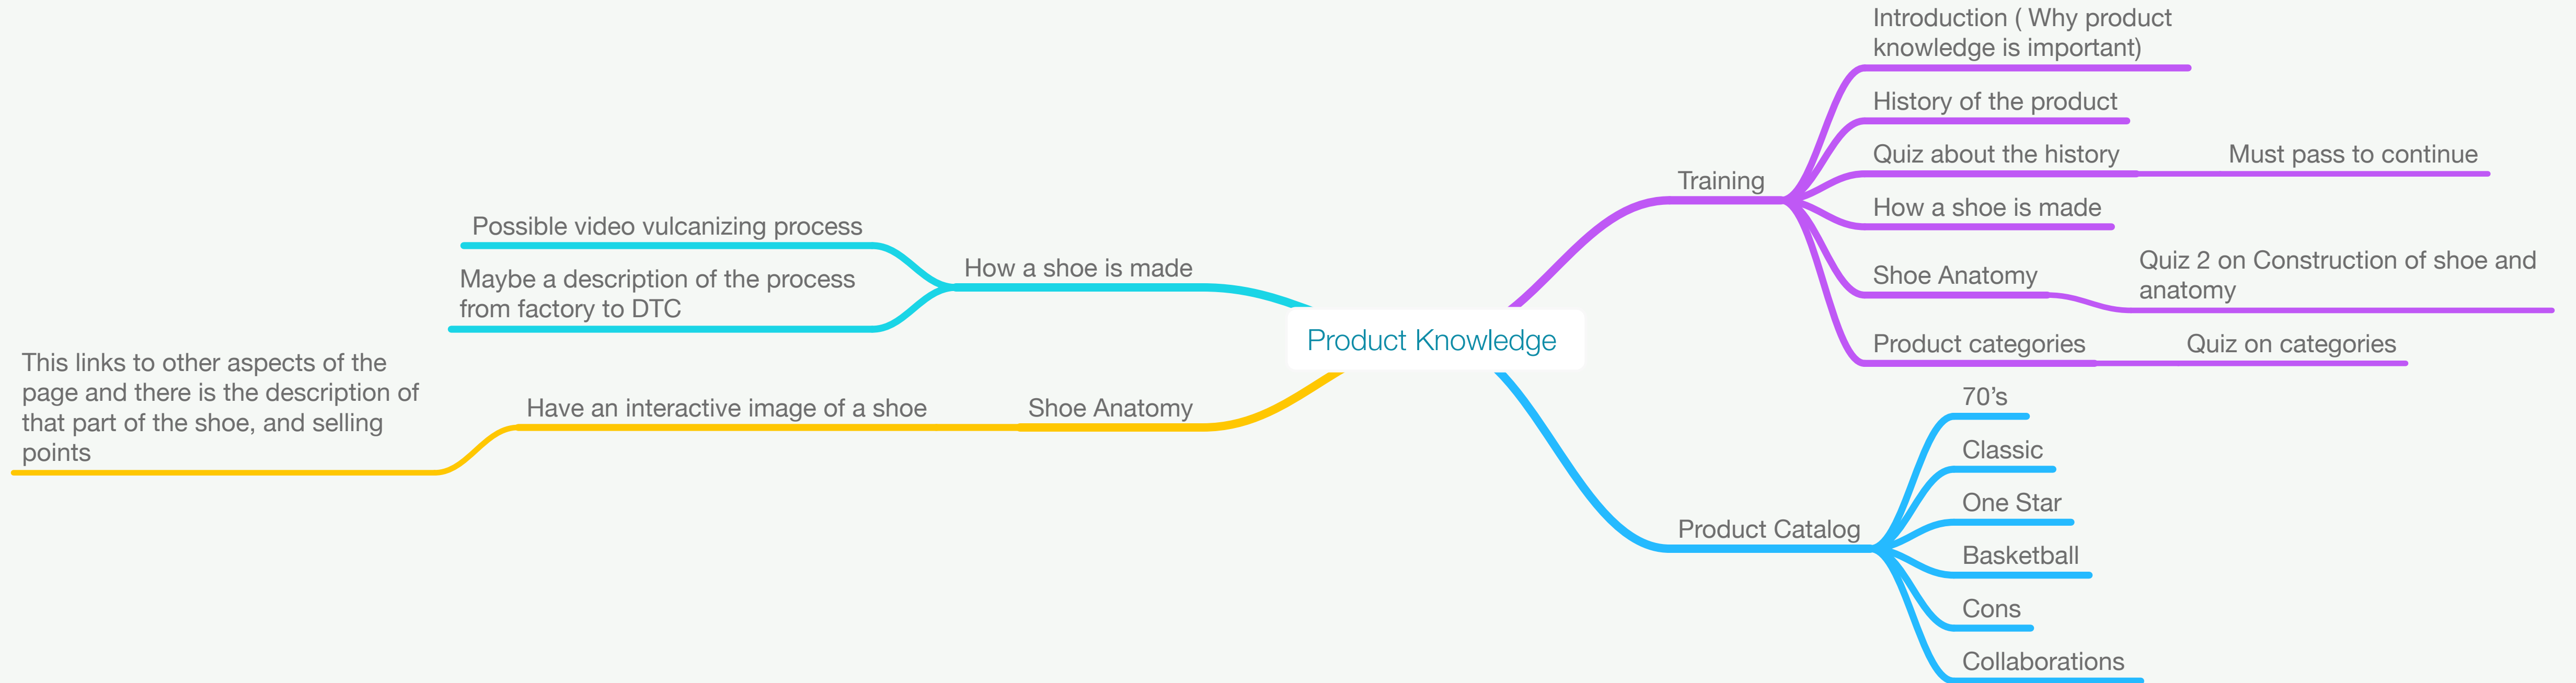 Introduction ( Why product
knowledge is important)
History of the product
Quiz about the history
Must pass to continue
Training
How a shoe is made
Shoe Anatomy
Quiz 2 on Construction of shoe and
anatomy
Product categories
Quiz on categories
Possible video vulcanizing process
Maybe a description of the process
from factory to DTC
How a shoe is made
Product Knowledge
This links to other aspects of the
page and there is the description of
that part of the shoe, and selling
points
Have an interactive image of a shoe
Shoe Anatomy
Product Catalog
70’s
Classic
One Star
Basketball
Cons
Collaborations